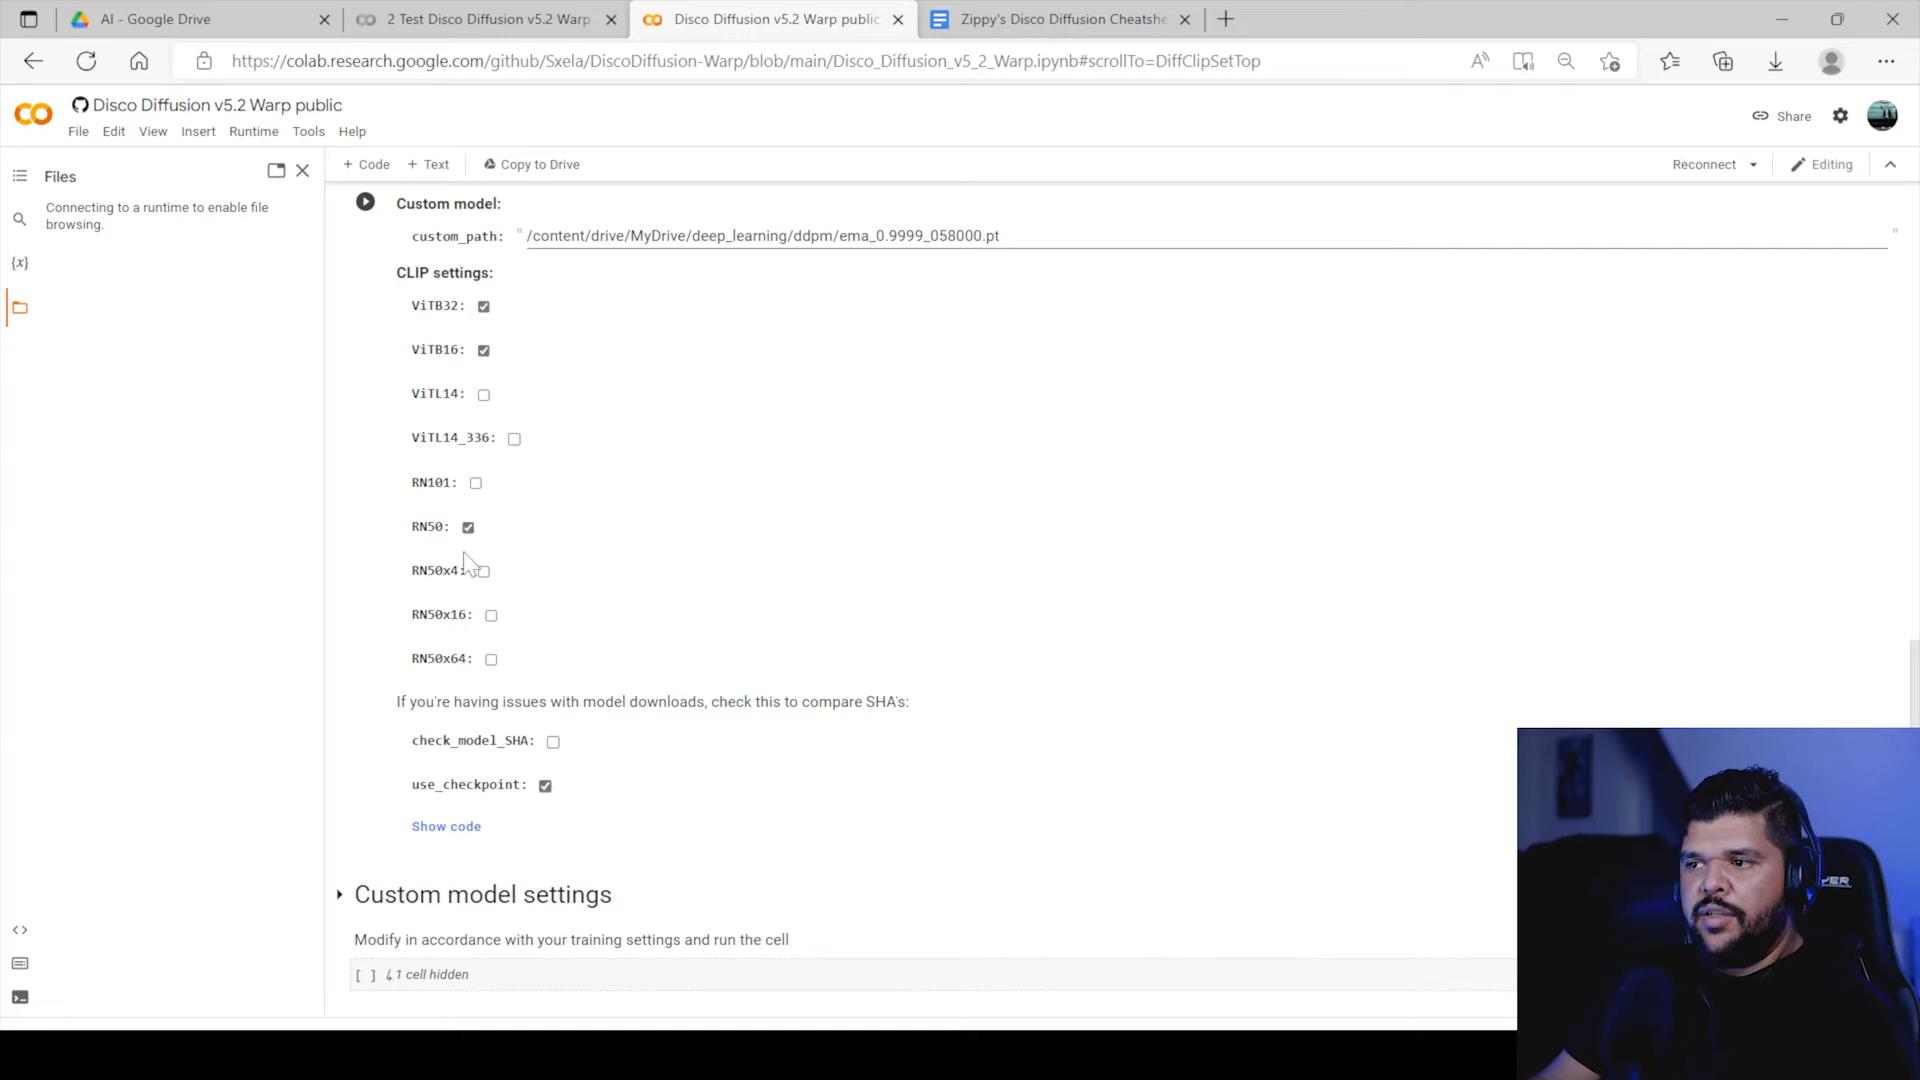 AI - Google Drive
2 Test Disco Diffusion v5.2 Warp
Disco Diffusion v5.2 Warp public
Zippy's Disco Diffusion Cheatshe
https://colab.research.google.com/github/Sxela/DiscoDiffusion-Warp/blob/main/Disco_Diffusion_v5_2_Warp.ipynb#scrollTo=DiffClipSetTop
CO
Disco Diffusion v5.2 Warp public
File Edit View Insert Runtime Tools Help
Share
Files
Connecting to a runtime to enable file
browsing.
{x}
+ Code + Text Copy to Drive
Reconnect Editing
Custom model:
custom_path: "/content/drive/MyDrive/deep_learning/ddpm/ema_0.9999_058000.pt "
CLIP settings:
ViTB32:
ViTB16:
ViTL14:
ViTL14_336:
RN101:
RN50:
RN50x4:
RN50x16:
RN50x64:
If you're having issues with model downloads, check this to compare SHA's:
check_model_SHA:
use_checkpoint:
Show code
Custom model settings
Modify in accordance with your training settings and run the cell
[ ] ↳ 1 cell hidden